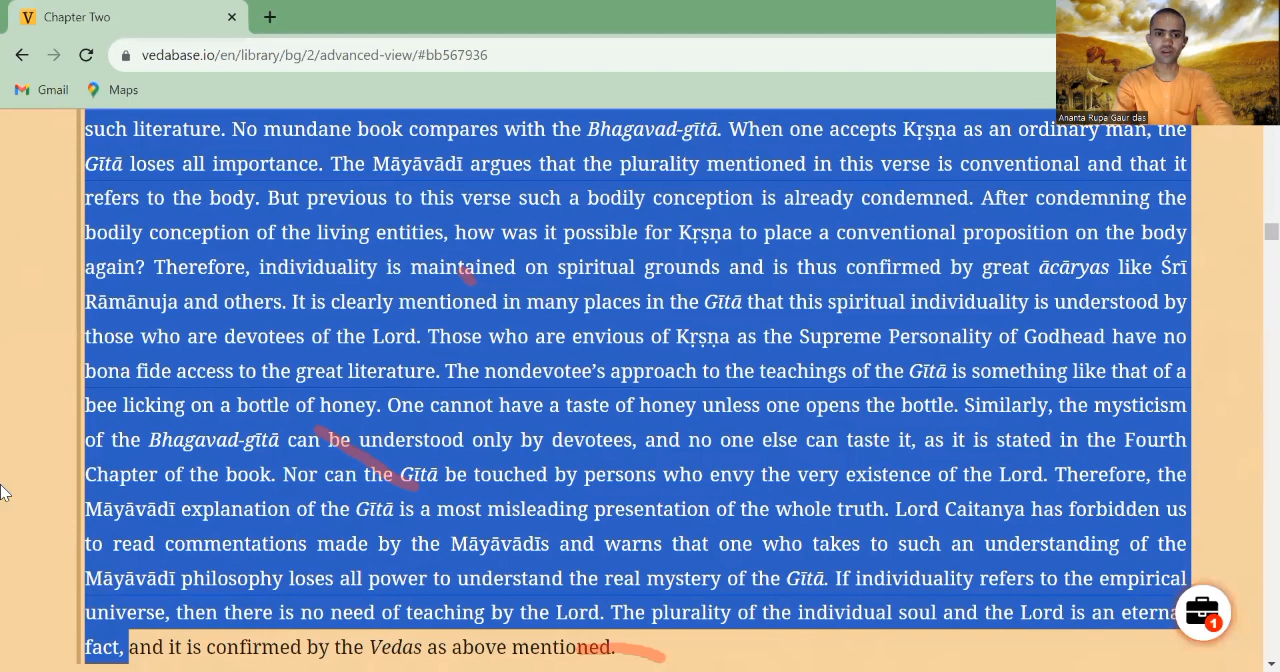 Chapter Two
vedabase.io/en/library/bg/2/advanced-view/#bb567936
Gmail Maps
Ananta Rupa Gaur das
such literature. No mundane book compares with the Bhagavad-gītā. When one accepts Kṛṣṇa as an ordinary man, the
Gītā loses all importance. The Māyāvādī argues that the plurality mentioned in this verse is conventional and that it
refers to the body. But previous to this verse such a bodily conception is already condemned. After condemning the
bodily conception of the living entities, how was it possible for Kṛṣṇa to place a conventional proposition on the body
again? Therefore, individuality is maintained on spiritual grounds and is thus confirmed by great ācāryas like Śrī
Rāmānuja and others. It is clearly mentioned in many places in the Gītā that this spiritual individuality is understood by
those who are devotees of the Lord. Those who are envious of Kṛṣṇa as the Supreme Personality of Godhead have no
bona fide access to the great literature. The nondevotee’s approach to the teachings of the Gītā is something like that of a
bee licking on a bottle of honey. One cannot have a taste of honey unless one opens the bottle. Similarly, the mysticism
of the Bhagavad-gītā can be understood only by devotees, and no one else can taste it, as it is stated in the Fourth
Chapter of the book. Nor can the Gītā be touched by persons who envy the very existence of the Lord. Therefore, the
Māyāvādī explanation of the Gītā is a most misleading presentation of the whole truth. Lord Caitanya has forbidden us
to read commentations made by the Māyāvādīs and warns that one who takes to such an understanding of the
Māyāvādī philosophy loses all power to understand the real mystery of the Gītā. If individuality refers to the empirical
universe, then there is no need of teaching by the Lord. The plurality of the individual soul and the Lord is an eterna
fact, and it is confirmed by the Vedas as above mentioned.
1